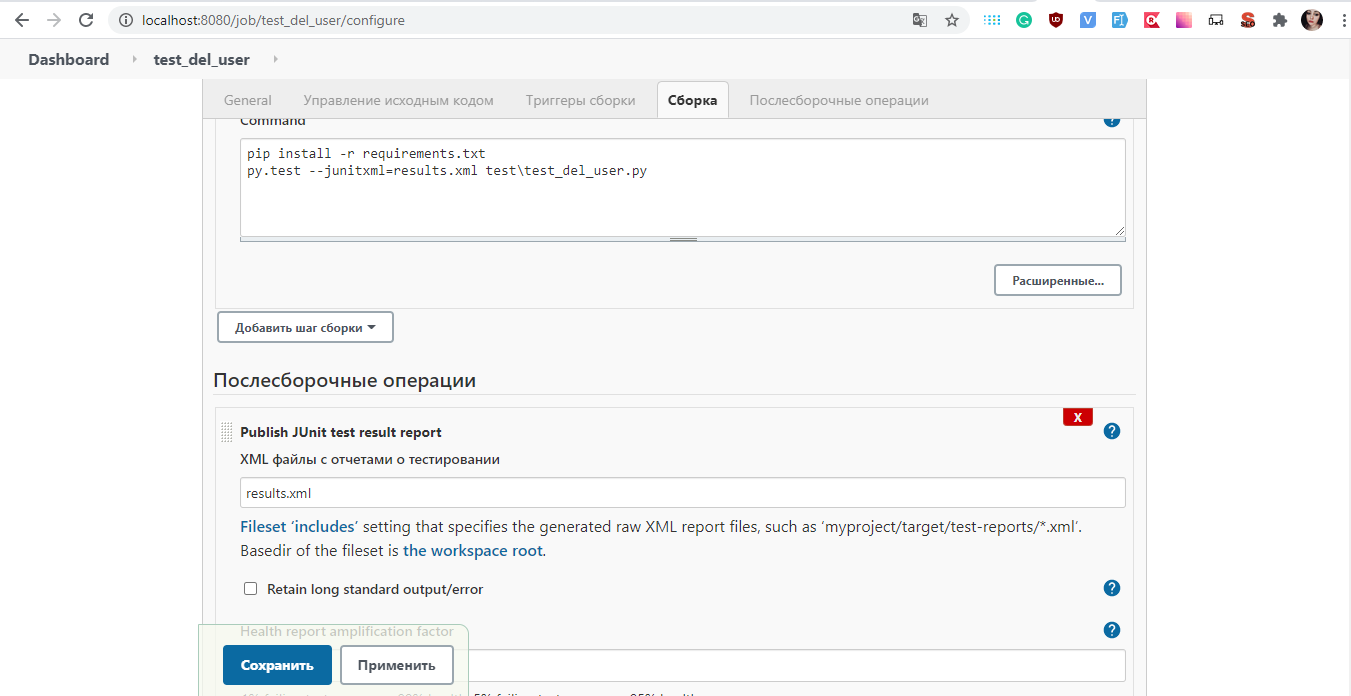 localhost:8080/job/test_del_user/configure
Dashboard test_del_user
General Управление исходным кодом Триггеры сборки Сборка Послесборочные операции
Command
pip install -r requirements.txt
py.test --junitxml=results.xml test\test_del_user.py
Расширенные...
Добавить шаг сборки
Послесборочные операции
X
Publish JUnit test result report
XML файлы с отчетами о тестировании
results.xml
Fileset ‘includes’ setting that specifies the generated raw XML report files, such as ‘myproject/target/test-reports/*.xml’.
Basedir of the fileset is the workspace root.
Retain long standard output/error
Health report amplification factor
Сохранить Применить